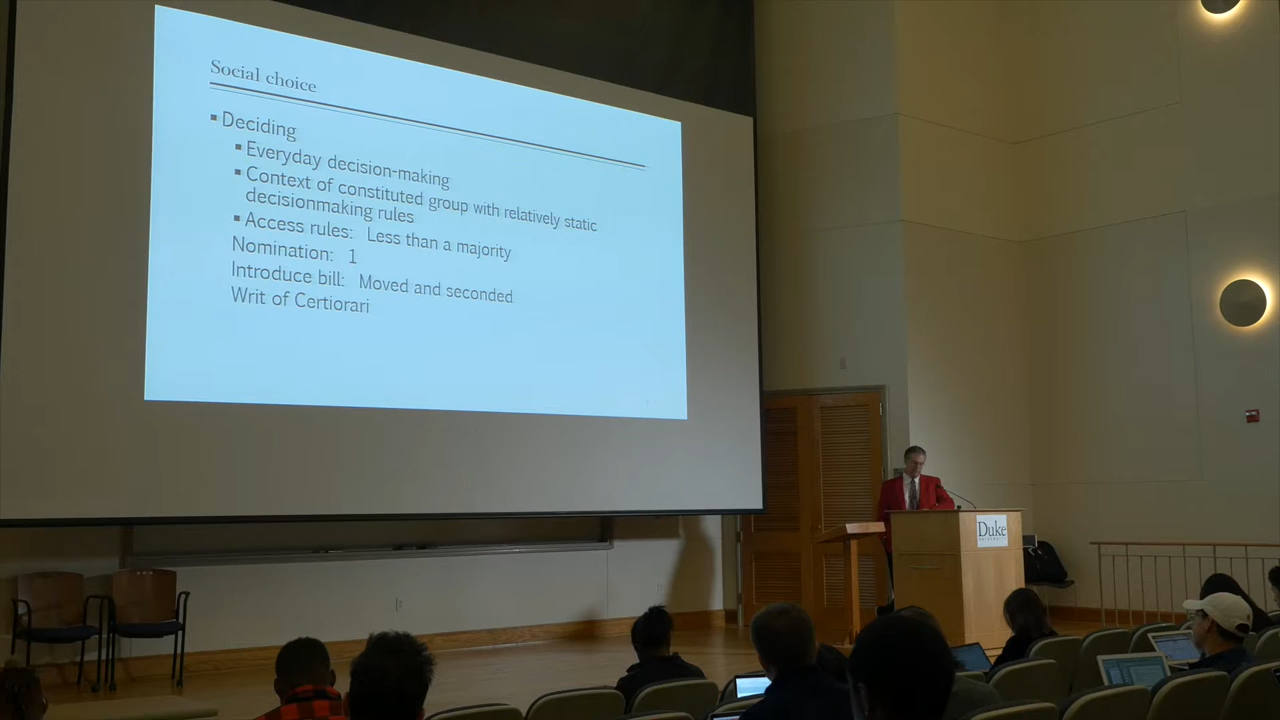 Social choice
▪Deciding
▪Everyday decision-making
▪Context of constituted group with relatively static
decisionmaking rules
▪Access rules: Less than a majority
Nomination: 1
Introduce bill: Moved and seconded
Writ of Certiorari
Duke
UNIVERSITY